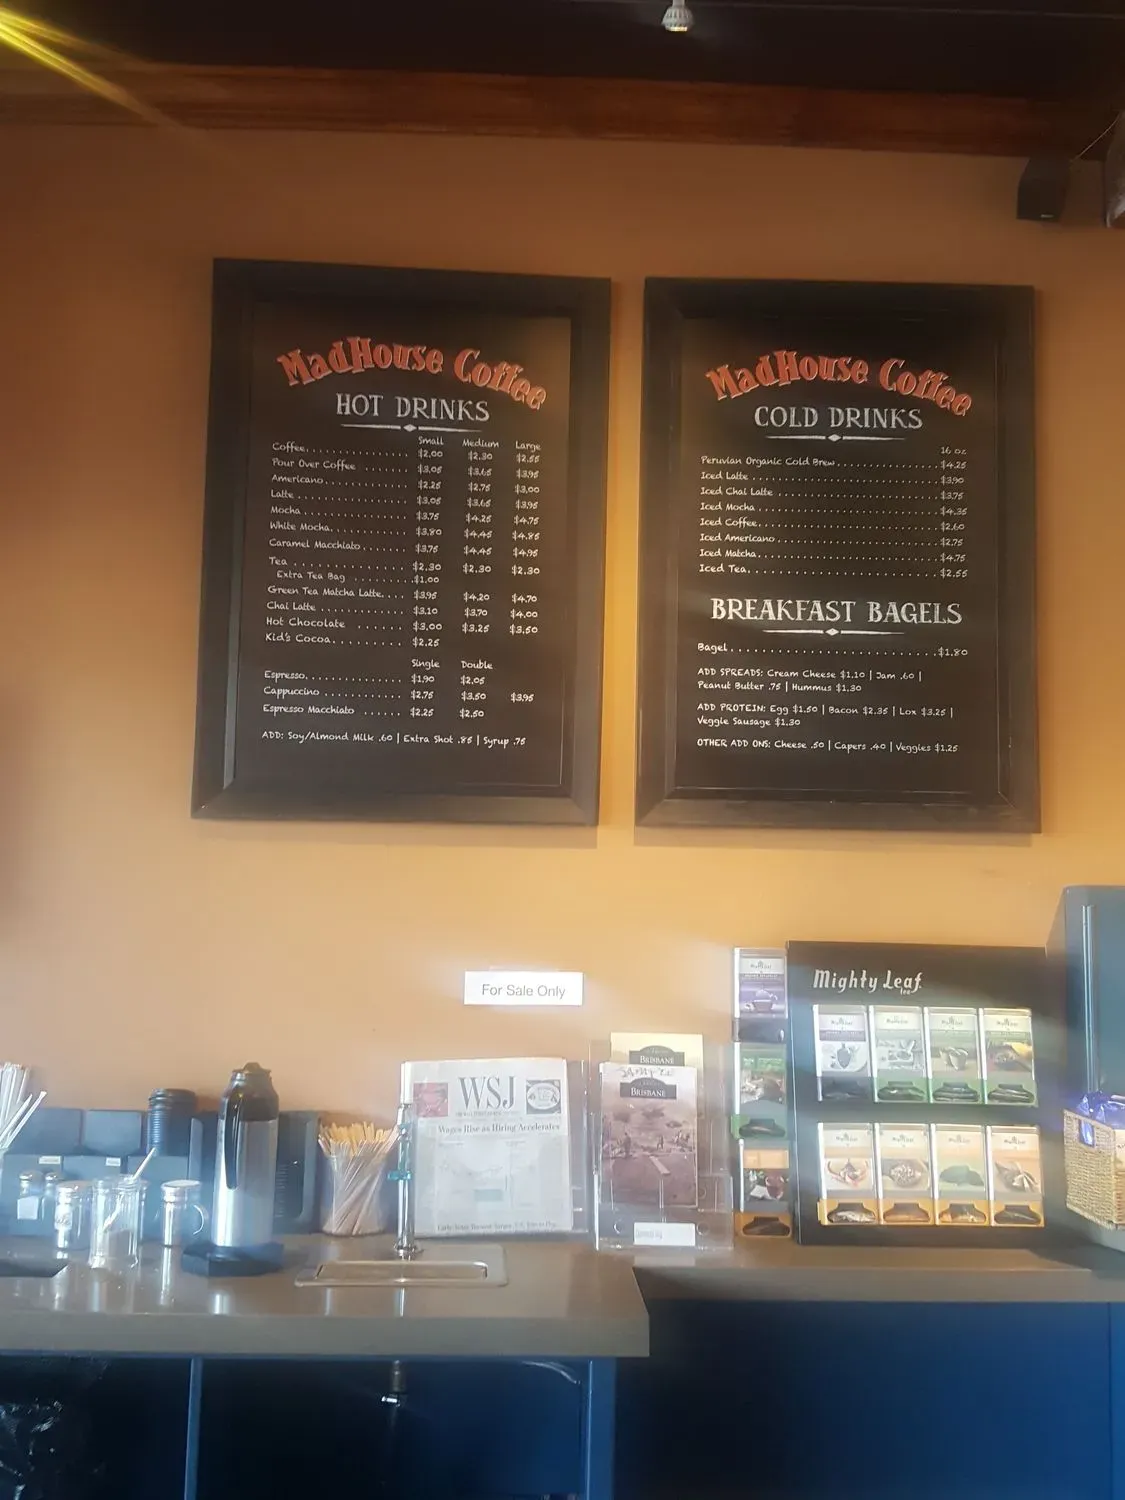 MadHouse Coffee
HOT DRINKS
Small Medium Large
Coffee. . . . . . . . . . . . . . $2.00 $2.30 $2.55
Pour Over Coffee . . . . . . . $3.05 $3.65 $3.95
Americano. . . . . . . . . . . . $2.25 $2.75 $3.00
Latte . . . . . . . . . . . . . . . $3.05 $3.65 $3.95
Mocha. . . . . . . . . . . . . . . $3.75 $4.25 $4.75
White Mocha. . . . . . . . . . . $3.80 $4.45 $4.85
Caramel Macchiato . . . . . . . $3.75 $4.45 $4.95
Tea . . . . . . . . . . . . . . . . $2.30 $2.30 $2.30
Extra Tea Bag . . . . . . . . .$1.00
Green Tea Matcha Latte. . . . $3.95 $4.20 $4.70
Chai Latte . . . . . . . . . . . . $3.10 $3.70 $4.00
Hot Chocolate . . . . . . $3.00 $3.25 $3.50
Kid's Cocoa. . . . . . . . . . . $2.25
Single Double
Espresso. . . . . . . . . . . . . . $1.90 $2.05
Cappuccino . . . . . . . . . . . $2.75 $3.50 $3.95
Espresso Macchiato . . . . . . $2.25 $2.50
ADD: Soy/Almond Milk .60 | Extra Shot .85 | Syrup .75
MadHouse Coffee
COLD DRINKS
16 oz
Peruvian Organic Cold Brew. . . . . . . . . . . . . .$4.25
Iced Latte . . . . . . . . . . . . . . . . . . . . . . . .$3.90
Iced Chai Latte . . . . . . . . . . . . . . . . . . . . .$3.75
Iced Mocha . . . . . . . . . . . . . . . . . . . . . . .$4.35
Iced Coffee. . . . . . . . . . . . . . . . . . . . . . .$2.60
Iced Americano . . . . . . . . . . . . . . . . . . . . .$2.75
Iced Matcha. . . . . . . . . . . . . . . . . . . . . . .$4.75
Iced Tea. . . . . . . . . . . . . . . . . . . . . . . . .$2.55
BREAKFAST BAGELS
Bagel . . . . . . . . . . . . . . . . . . . . . . . . . .$1.80
ADD SPREADS: Cream Cheese $1.10 | Jam .60 |
Peanut Butter .75 | Hummus $1.30
ADD PROTEIN: Egg $1.50 | Bacon $2.35 | Lox $3.25 |
Veggie Sausage $1.30
OTHER ADD ONS: Cheese .50 | Capers .40 | Veggies $1.25
For Sale Only
Mighty Leaf
tea
WSJ
Wages Rise as Hiring Accelerates
BRISBANE
BRISBANE